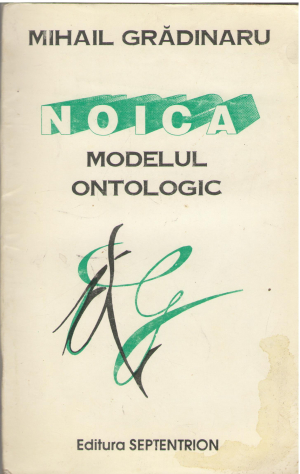 MIHAIL GRĂDINARU
NOICA
MODELUL
ONTOLOGIC
Editura SEPTENTRION